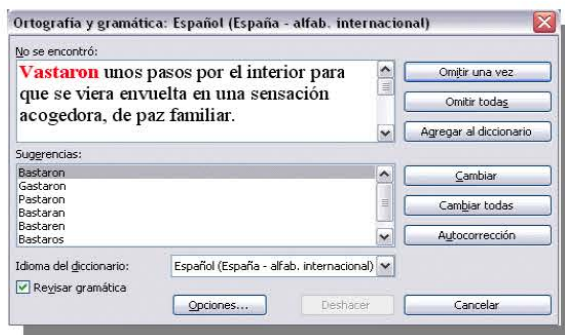 Ortografía y gramática: Español (España - alfab. internacional)
No se encontró:
Vastaron unos pasos por el interior para
que se viera envuelta en una sensación
acogedora, de paz familiar.
Omitir una vez
Omitir todas
Agregar al diccionario
Sugerencias:
Bastaron
Gastaron
Pastaron
Bastaran
Bastaren
Bastaros
Cambiar
Cambiar todas
Autocorrección
Idioma del diccionario:
Español (España - alfab. internacional)
Revisar gramática
Opciones...
Deshacer
Cancelar